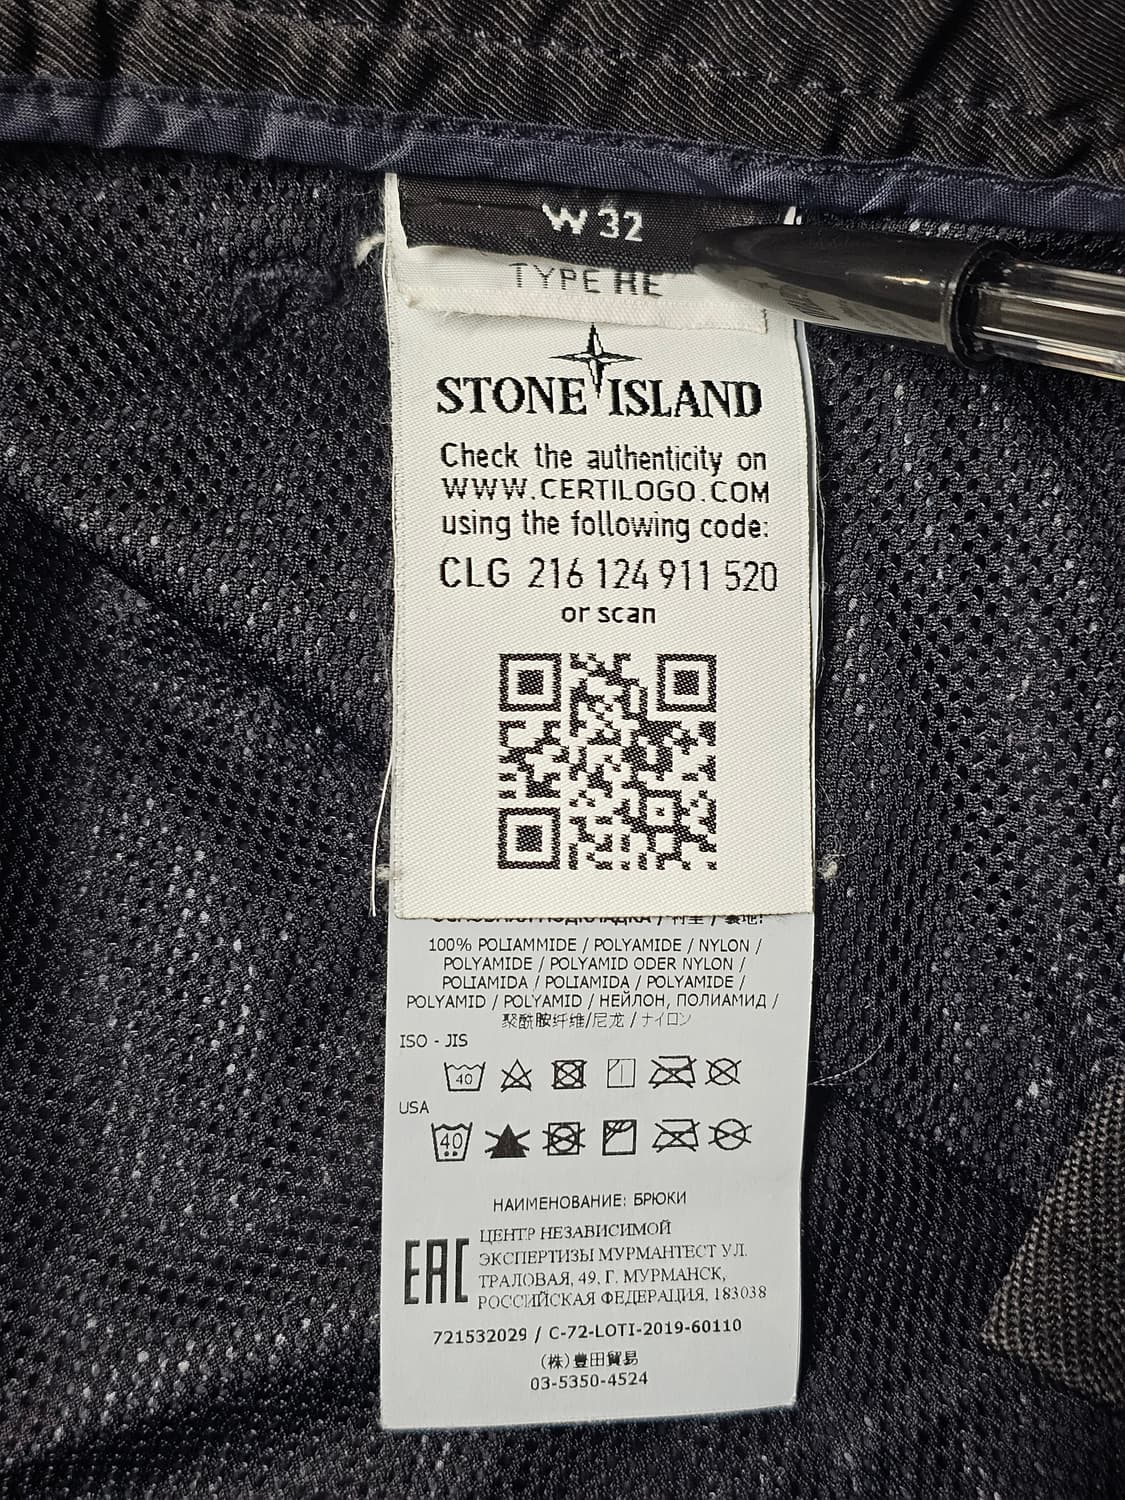 W 32
TYPE HE
STONE ISLAND
Check the authenticity on
WWW.CERTILOGO.COM
using the following code:
CLG 216 124 911 520
or scan
100% POLIAMMIDE / POLYAMIDE / NYLON /
POLYAMIDE / POLYAMID ODER NYLON /
POLIAMIDA / POLIAMIDA / POLYAMIDE /
POLYAMID / POLYAMID / НЕЙЛОН, ПОЛИАМИД /
聚酰胺纤维/尼龙 / ナイロン
ISO - JIS
40
USA
40
НАИМЕНОВАНИЕ: БРЮКИ
EAC
ЦЕНТР НЕЗАВИСИМОЙ
ЭКСПЕРТИЗЫ МУРМАНТЕСТ УЛ.
ТРАЛОВАЯ, 49, Г. МУРМАНСК,
РОССИЙСКАЯ ФЕДЕРАЦИЯ, 183038
721532029 / C-72-LOTI-2019-60110
(株)豊田貿易
03-5350-4524